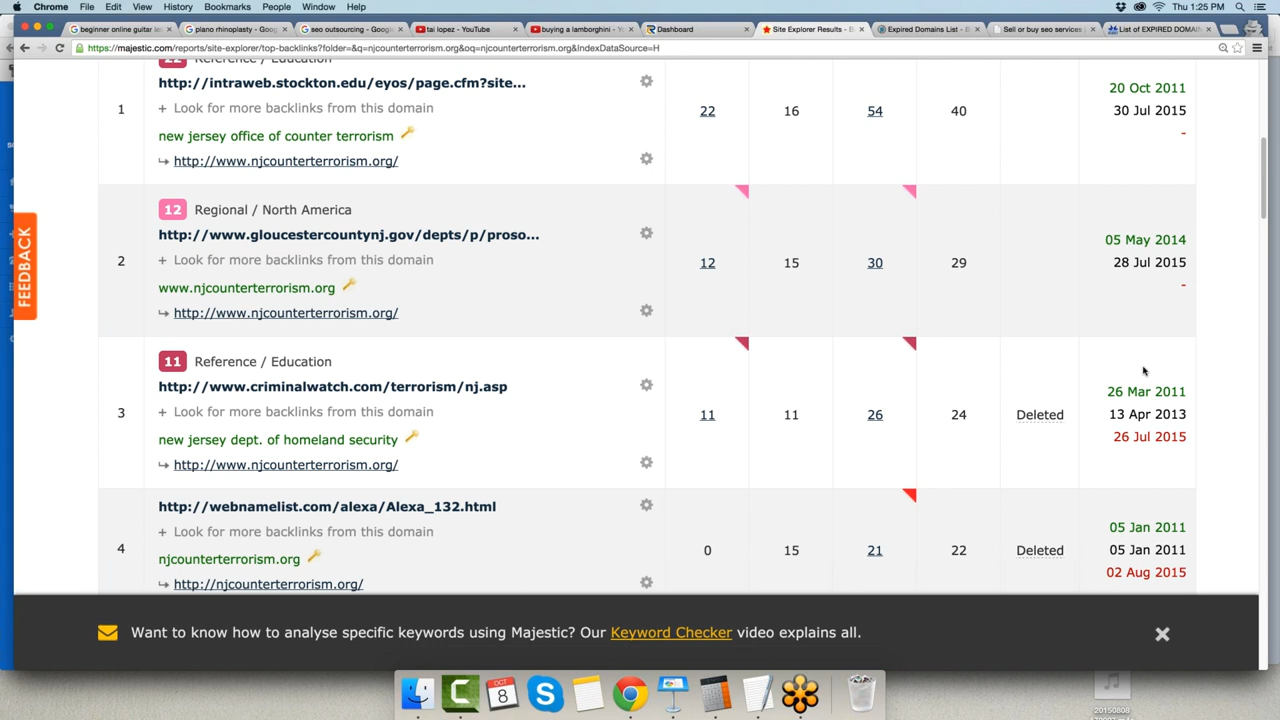 Chrome File Edit View History Bookmarks People Window Help
Thu 1:25 PM
beginner online guitar les
piano rhinoplasty - Googl
seo outsourcing - Google
tai lopez - YouTube
buying a lamborghini - Yo
Dashboard
Site Explorer Results - B
Expired Domains List - B
Sell or buy seo services |
List of EXPIRED DOMAI
https://majestic.com/reports/site-explorer/top-backlinks?folder=&q=njcounterterrorism.org&oq=njcounterterrorism.org&IndexDataSource=H
22 Reference / Education
http://intraweb.stockton.edu/eyos/page.cfm?site...
20 Oct 2011
1
+ Look for more backlinks from this domain
22 16 54 40
30 Jul 2015
new jersey office of counter terrorism
-
http://www.njcounterterrorism.org/
12 Regional / North America
http://www.gloucestercountynj.gov/depts/p/proso...
05 May 2014
2
+ Look for more backlinks from this domain
12 15 30 29
28 Jul 2015
www.njcounterterrorism.org
-
http://www.njcounterterrorism.org/
FEEDBACK
11 Reference / Education
http://www.criminalwatch.com/terrorism/nj.asp
26 Mar 2011
3
+ Look for more backlinks from this domain
11 11 26 24 Deleted
13 Apr 2013
new jersey dept. of homeland security
26 Jul 2015
http://www.njcounterterrorism.org/
http://webnamelist.com/alexa/Alexa_132.html
05 Jan 2011
4
+ Look for more backlinks from this domain
0 15 21 22 Deleted
05 Jan 2011
njcounterterrorism.org
02 Aug 2015
http://njcounterterrorism.org/
Want to know how to analyse specific keywords using Majestic? Our Keyword Checker video explains all.
OCT
8
20150808